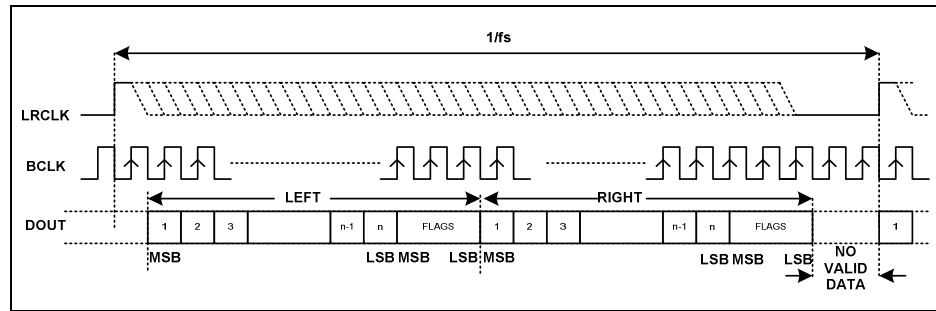 1/fs
LRCLK
BCLK
LEFT
RIGHT
DOUT
1 2 3 n-1 n FLAGS 1 2 3 n-1 n FLAGS 1
MSB LSB MSB LSB MSB LSB MSB LSB
NO
VALID
DATA